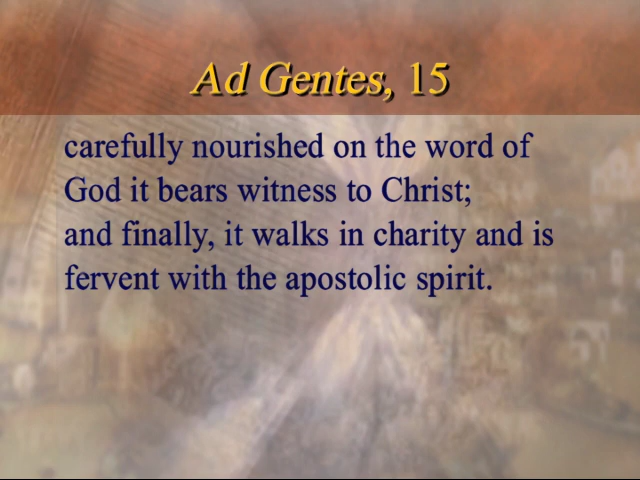 Ad Gentes, 15
carefully nourished on the word of
God it bears witness to Christ;
and finally, it walks in charity and is
fervent with the apostolic spirit.